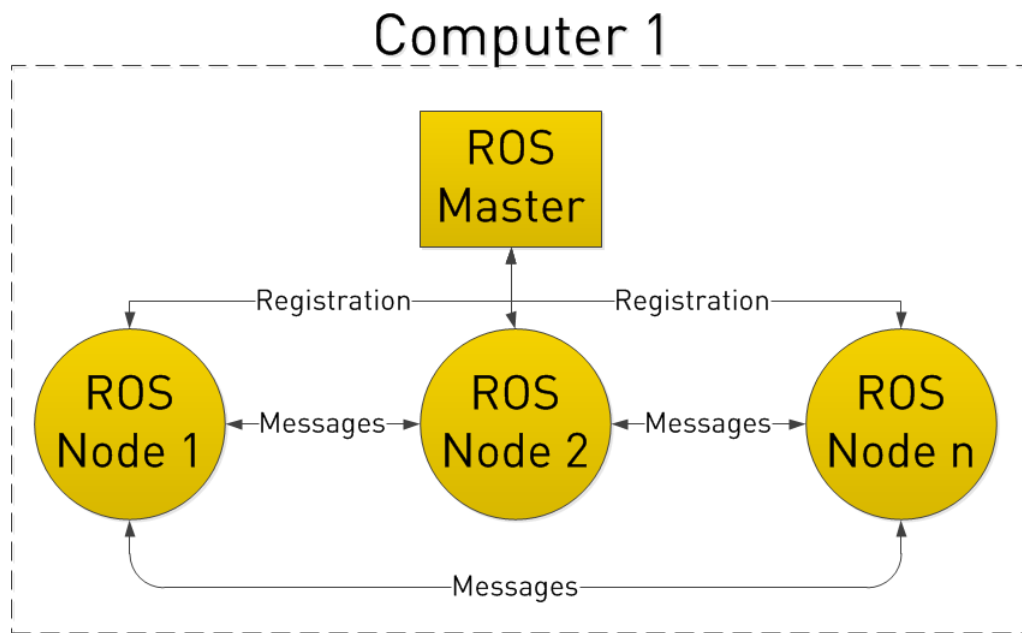 Computer 1
ROS
Master
Registration
Registration
ROS
Node 1
Messages
ROS
Node 2
Messages
ROS
Node n
Messages